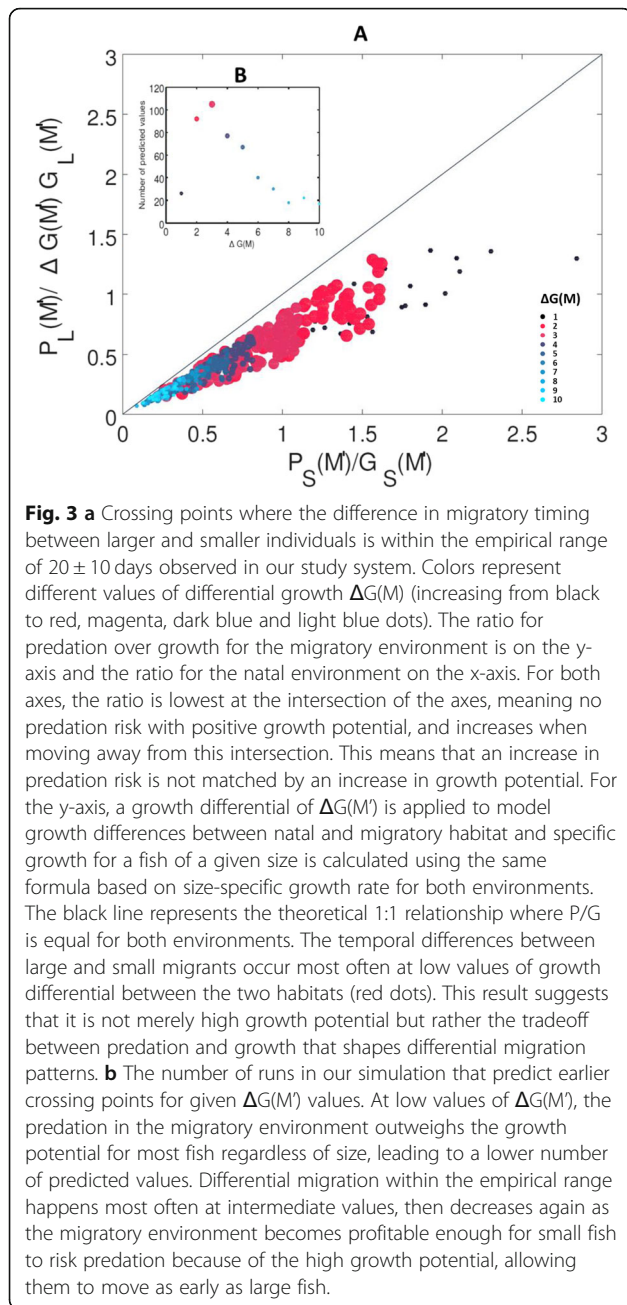 A
3
2.5
2
1.5
1
0.5
0
P_L(M')/ Δ G(M') G_L(M')
B
120
100
80
60
40
20
0
Number of predicted values
0 2 4 6 8 10
Δ G(M)
ΔG(M)
1
2
3
4
5
6
7
8
9
10
0 0.5 1 1.5 2 2.5 3
P_S(M')/G_S(M')
Fig. 3 a Crossing points where the difference in migratory timing
between larger and smaller individuals is within the empirical range
of 20 ± 10 days observed in our study system. Colors represent
different values of differential growth ΔG(M) (increasing from black
to red, magenta, dark blue and light blue dots). The ratio for
predation over growth for the migratory environment is on the y-
axis and the ratio for the natal environment on the x-axis. For both
axes, the ratio is lowest at the intersection of the axes, meaning no
predation risk with positive growth potential, and increases when
moving away from this intersection. This means that an increase in
predation risk is not matched by an increase in growth potential. For
the y-axis, a growth differential of ΔG(M') is applied to model
growth differences between natal and migratory habitat and specific
growth for a fish of a given size is calculated using the same
formula based on size-specific growth rate for both environments.
The black line represents the theoretical 1:1 relationship where P/G
is equal for both environments. The temporal differences between
large and small migrants occur most often at low values of growth
differential between the two habitats (red dots). This result suggests
that it is not merely high growth potential but rather the tradeoff
between predation and growth that shapes differential migration
patterns. b The number of runs in our simulation that predict earlier
crossing points for given ΔG(M') values. At low values of ΔG(M'), the
predation in the migratory environment outweighs the growth
potential for most fish regardless of size, leading to a lower number
of predicted values. Differential migration within the empirical range
happens most often at intermediate values, then decreases again as
the migratory environment becomes profitable enough for small fish
to risk predation because of the high growth potential, allowing
them to move as early as large fish.